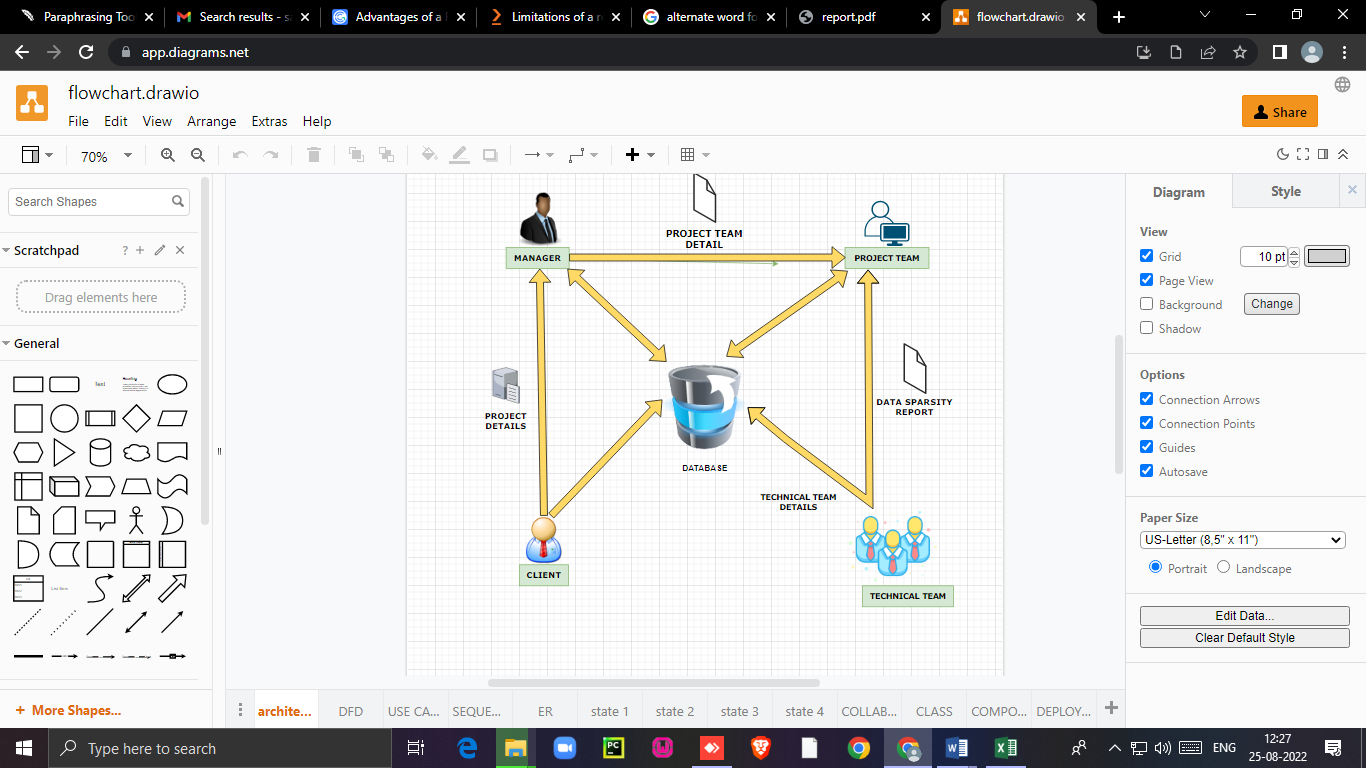 Paraphrasing Too
Search results - sa
Advantages of a
Limitations of a r
alternate word fo
report.pdf
flowchart.drawio
app.diagrams.net
flowchart.drawio
File Edit View Arrange Extras Help
Share
70%
Search Shapes
Scratchpad
?
Drag elements here
General
Text
Heading
More Shapes...
MANAGER
PROJECT TEAM
DETAIL
PROJECT TEAM
PROJECT
DETAILS
DATA SPARSITY
REPORT
DATABASE
TECHNICAL TEAM
DETAILS
CLIENT
TECHNICAL TEAM
Diagram
Style
View
Grid
10 pt
Page View
Background
Change
Shadow
Options
Connection Arrows
Connection Points
Guides
Autosave
Paper Size
US-Letter (8,5" x 11")
Portrait
Landscape
Edit Data...
Clear Default Style
archite...
DFD
USE CA...
SEQUE...
ER
state 1
state 2
state 3
state 4
COLLAB...
CLASS
COMPO...
DEPLOY...
Type here to search
PC
ENG
12:27
25-08-2022